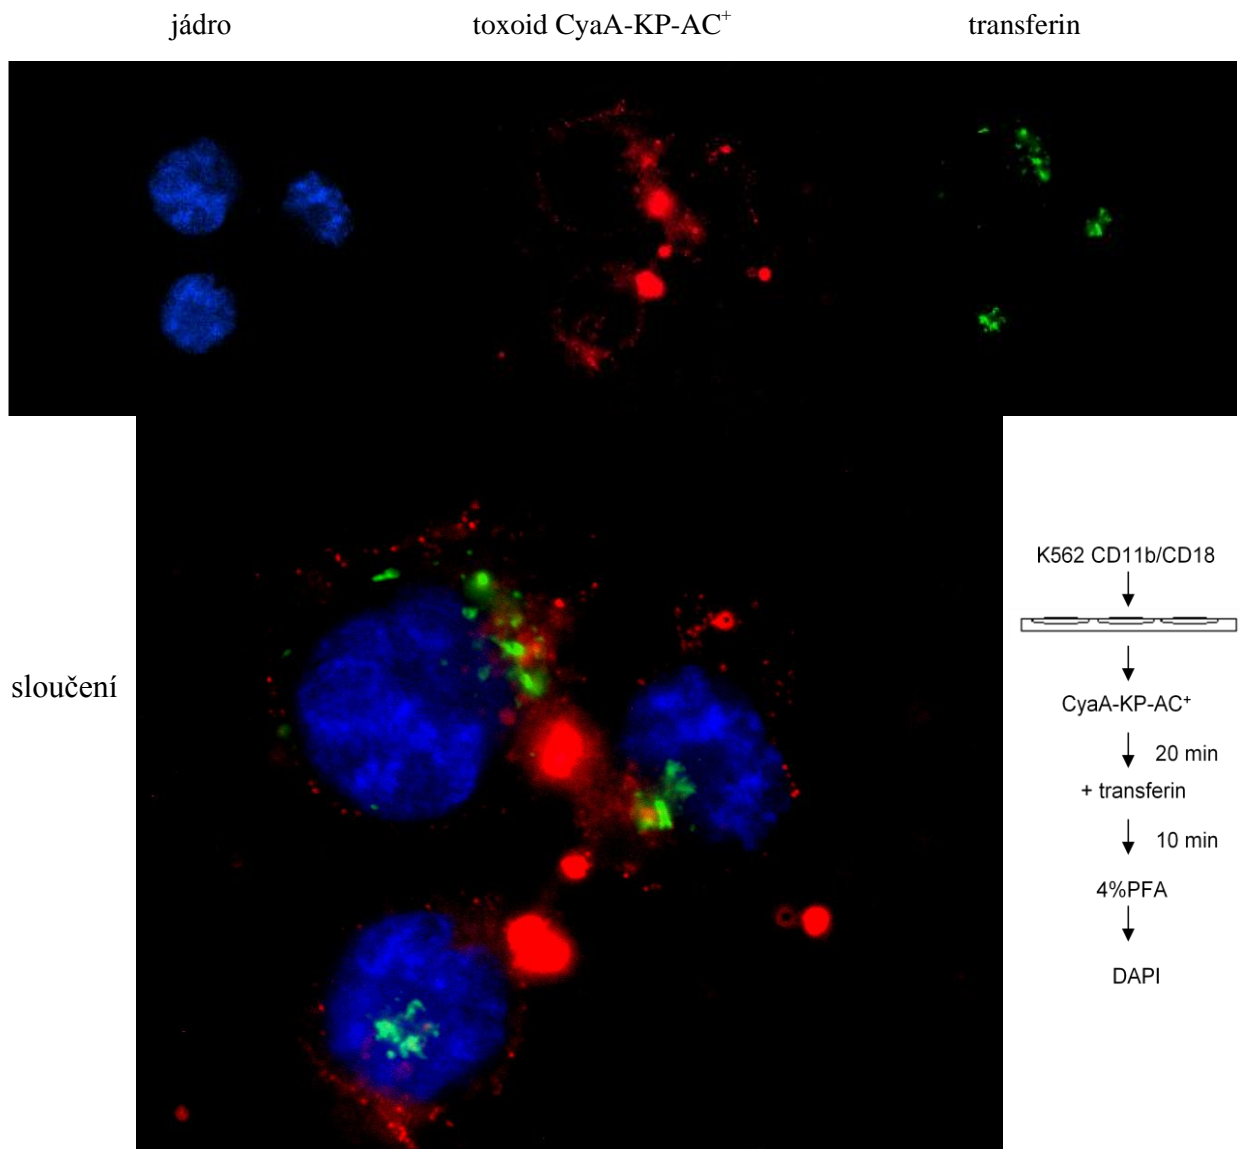 jádro toxoid CyaA-KP-AC⁺ transferin
K562 CD11b/CD18
sloučení
CyaA-KP-AC⁺
20 min
+ transferin
10 min
4%PFA
DAPI